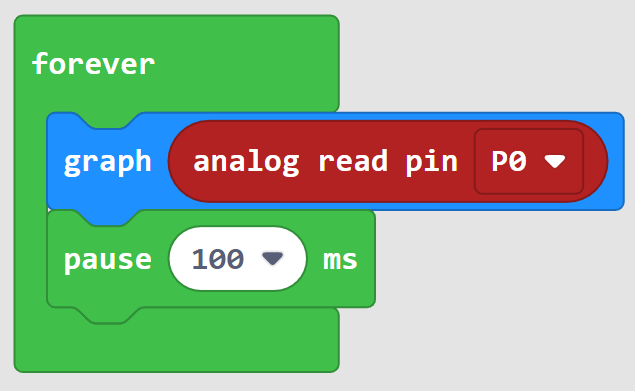 forever
graph analog read pin P0
pause 100 ms